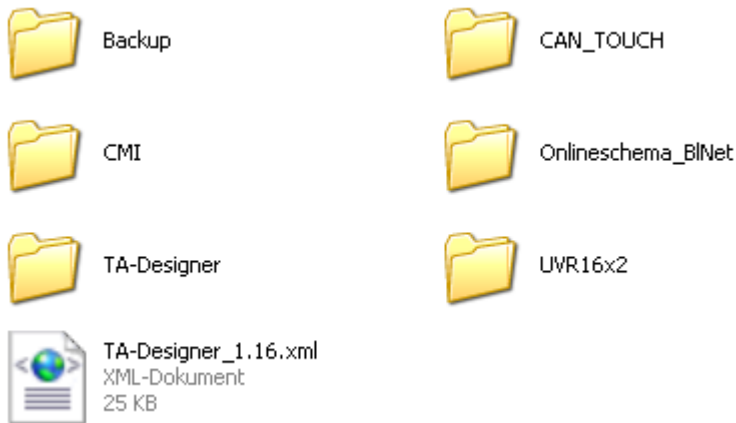 Backup
CAN_TOUCH
CMI
Onlineschema_BlNet
TA-Designer
UVR16x2
TA-Designer_1.16.xml
XML-Dokument
25 KB